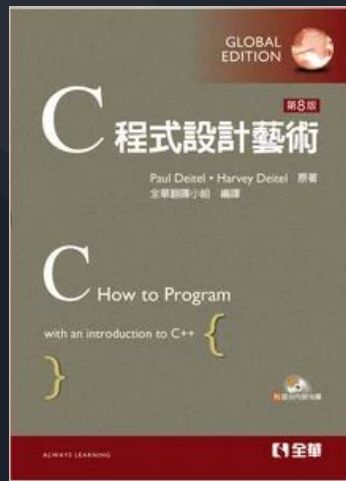 GLOBAL
EDITION
第8版
C 程式設計藝術
Paul Deitel・Harvey Deitel 原著
全華翻譯小組 編譯
C How to Program
with an introduction to C++ {
}
ALWAYS LEARNING
全華